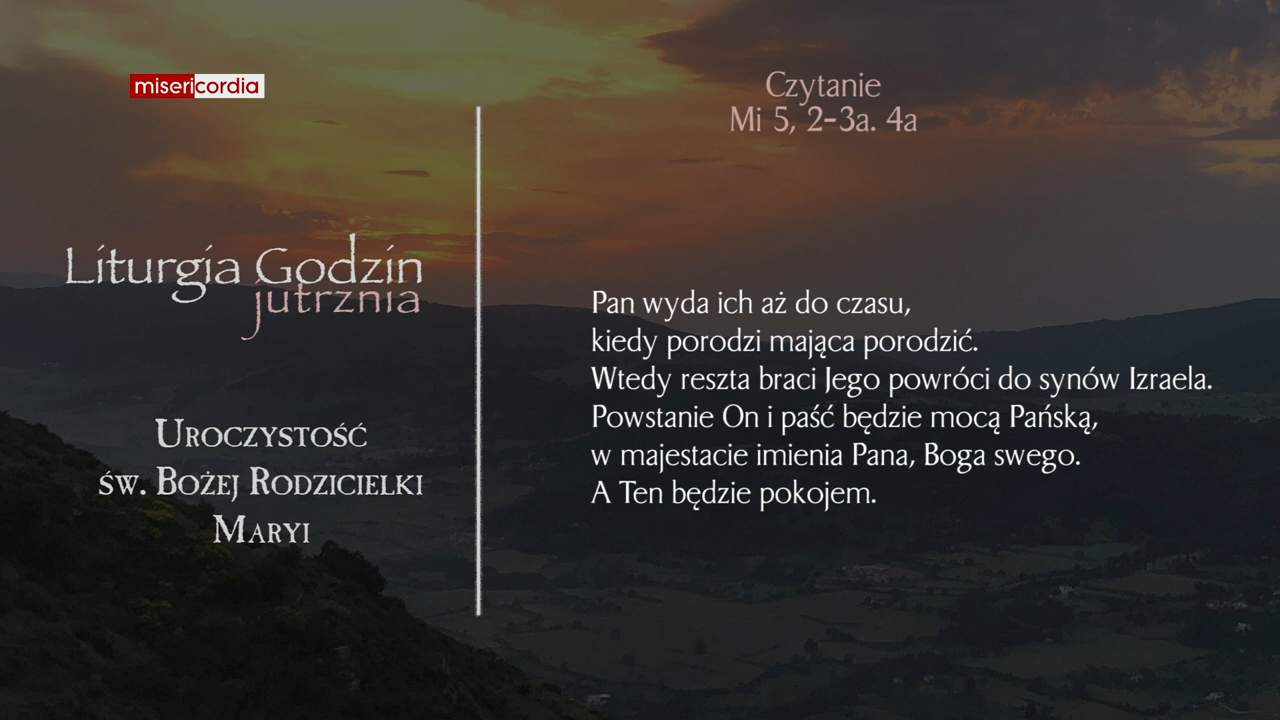 misericordia
Liturgia Godzin
jutrznia
Uroczystość
św. Bożej Rodzicielki
Maryi
Czytanie
Mi 5, 2-3a. 4a
Pan wyda ich aż do czasu,
kiedy porodzi mająca porodzić.
Wtedy reszta braci Jego powróci do synów Izraela.
Powstanie On i paść będzie mocą Pańską,
w majestacie imienia Pana, Boga swego.
A Ten będzie pokojem.